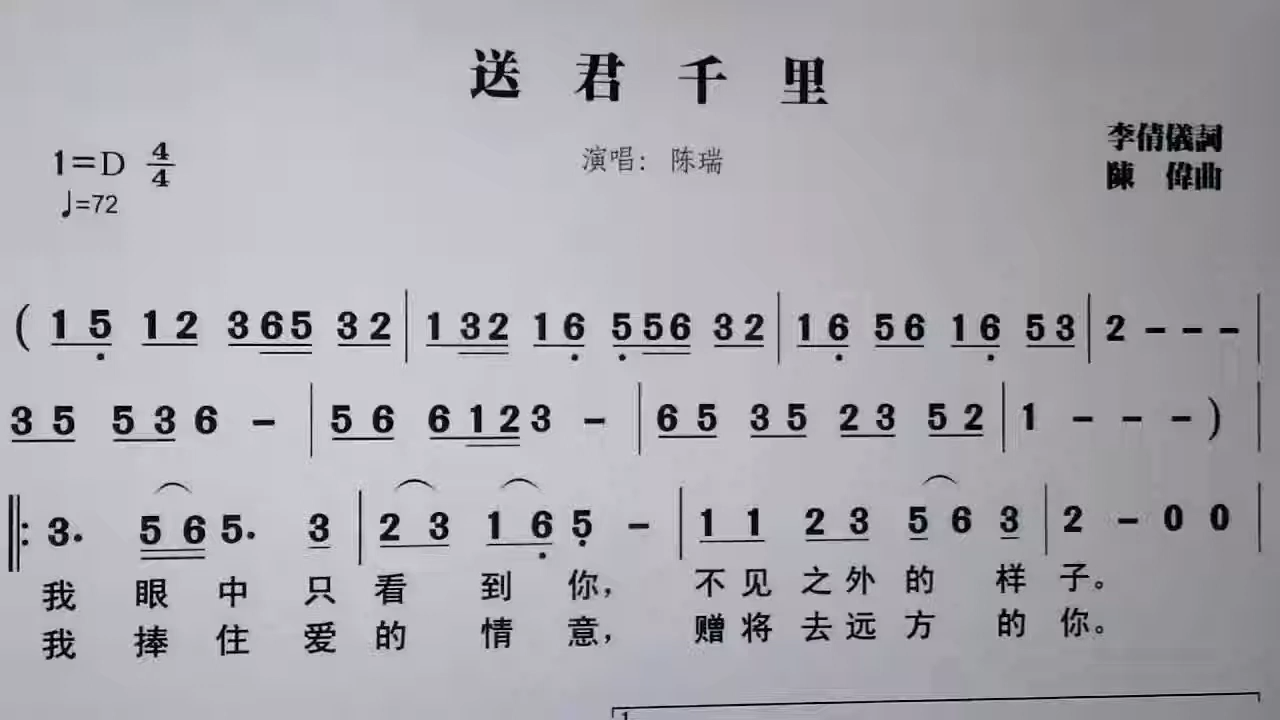 送君千里
演唱：陈瑞
李倩儀詞
陳偉曲
1=D 4/4
♩=72
( 1 5̣ 1 2 3 6 5 3 2 | 1 3 2 1 6̣ 5̣ 5 6 3 2 | 1 6̣ 5 6 1 6̣ 5 3 | 2 - - - |
3 5 5 3 6 - | 5 6 6 1 2 3 - | 6 5 3 5 2 3 5 2 | 1 - - - ) |
‖: 3. 5 6 5. 3 | 2 3 1 6̣ 5̣ - | 1 1 2 3 5 6 3 | 2 - 0 0 |
我眼中只看到你，不见之外的样子。
我捧住爱的情意，赠将去远方的你。
1